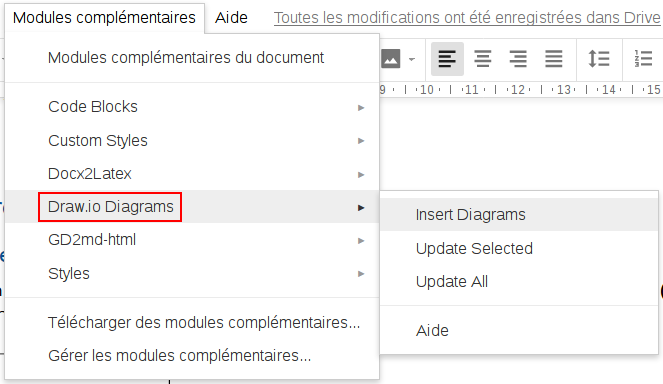 Modules complémentaires Aide Toutes les modifications ont été enregistrées dans Drive
Modules complémentaires du document
9 10 11 12 13 14 15
Code Blocks
Custom Styles
Docx2Latex
Draw.io Diagrams
Insert Diagrams
GD2md-html
Update Selected
Styles
Update All
Télécharger des modules complémentaires...
Aide
Gérer les modules complémentaires...